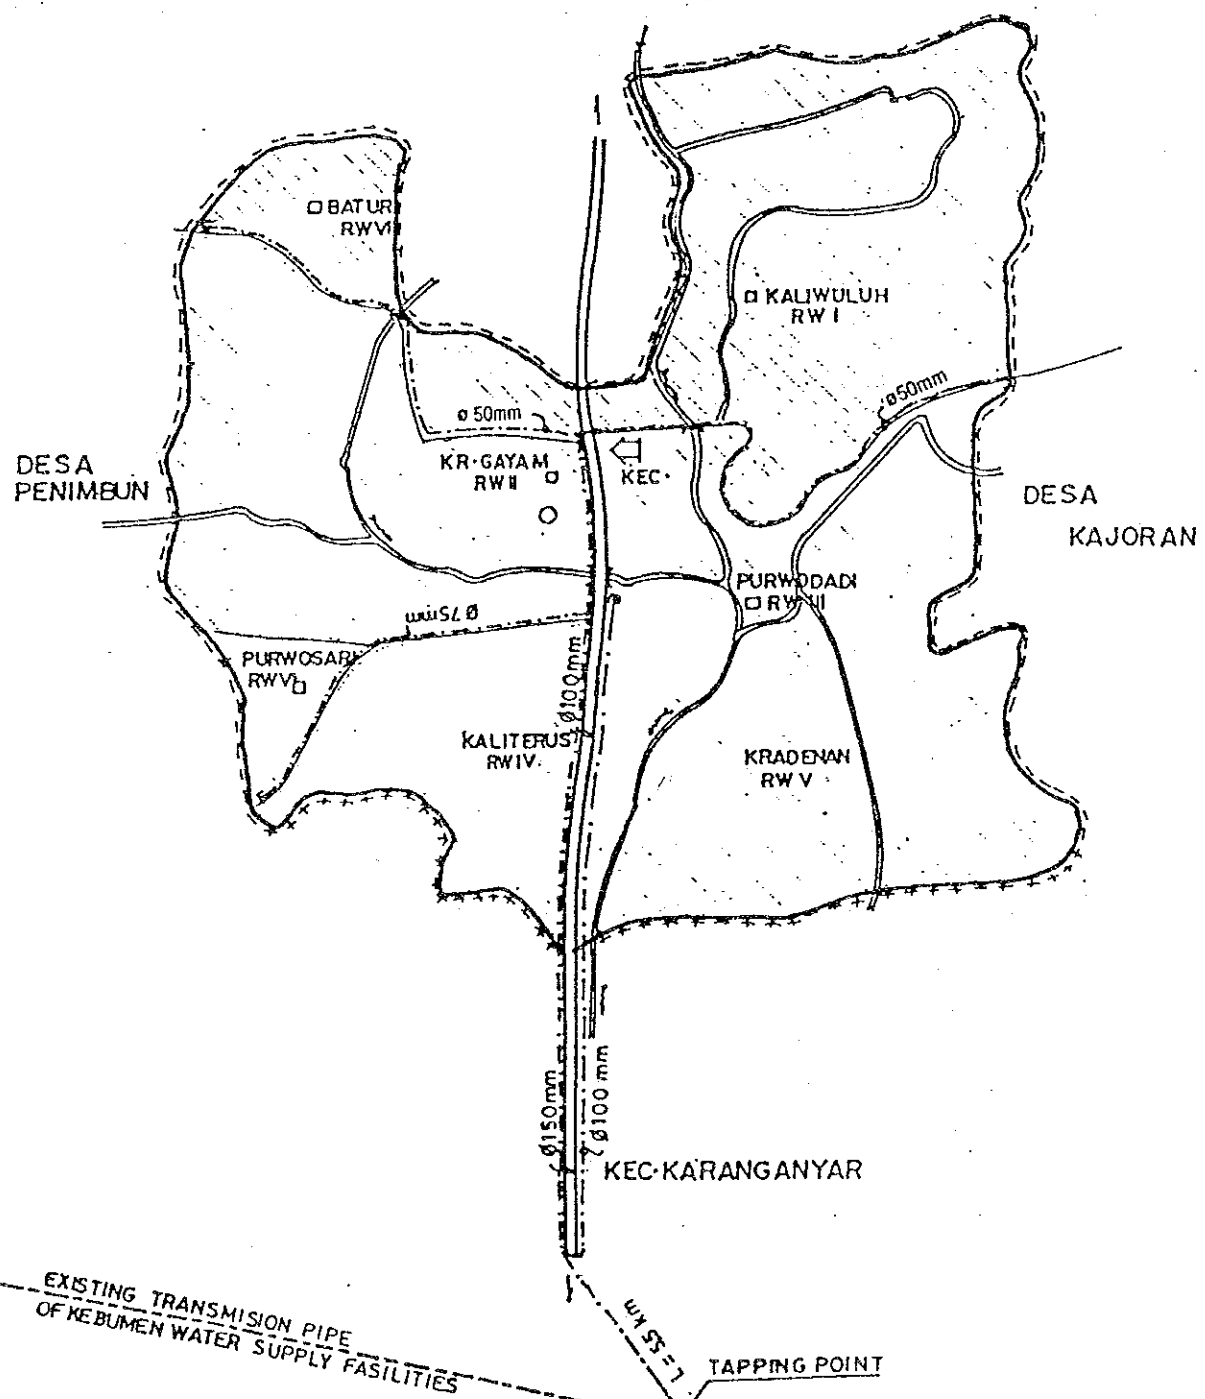 BATUR
RW VI
KALIWULUH
RW I
ø50mm
ø 50mm
KR·GAYAM
RW II
KEC·
DESA
PENIMBUN
DESA
KAJORAN
PURWODADI
RW III
Ø75mm
PURWOSARI
RW V
Ø100mm
KALITERUS
RW IV.
KRADENAN
RW V
Ø150mm
Ø100 mm
KEC·KARANGANYAR
EXISTING TRANSMISION PIPE
OF KEBUMEN WATER SUPPLY FASILITIES
TAPPING POINT